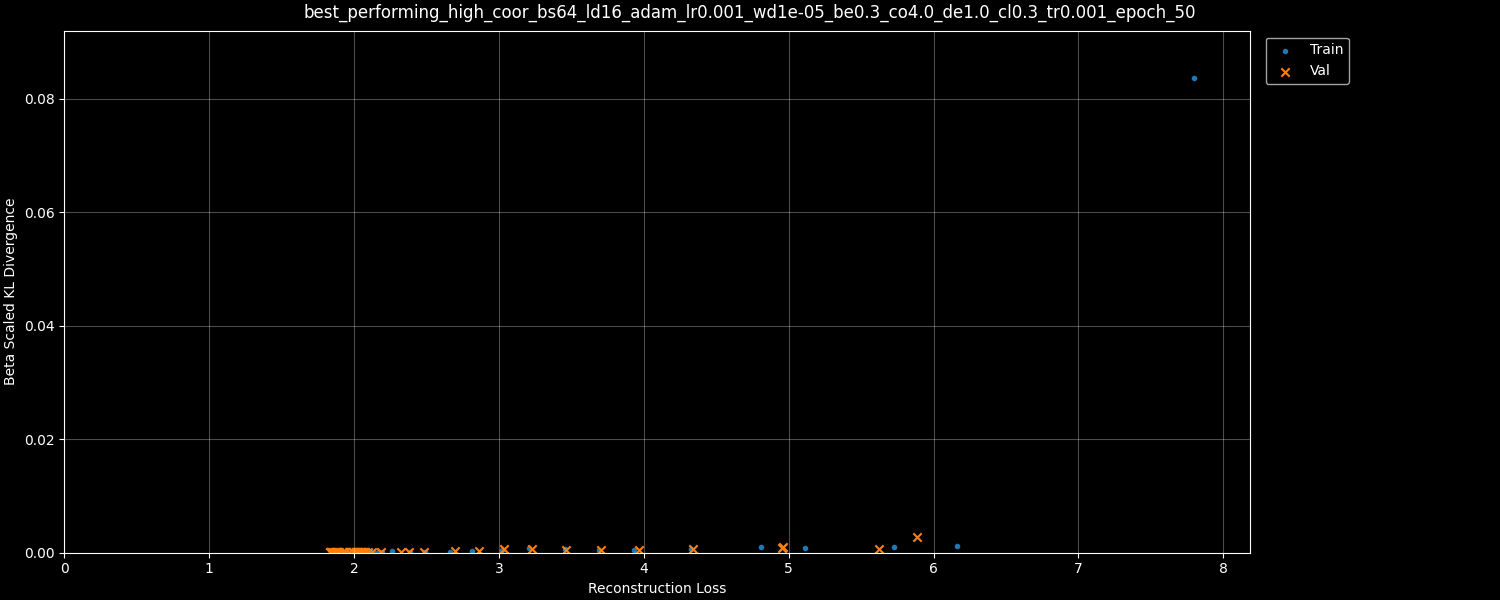 best_performing_high_coor_bs64_ld16_adam_lr0.001_wd1e-05_be0.3_co4.0_de1.0_cl0.3_tr0.001_epoch_50
Train
Val
Beta Scaled KL Divergence
0.08
0.06
0.04
0.02
0.00
0 1 2 3 4 5 6 7 8
Reconstruction Loss